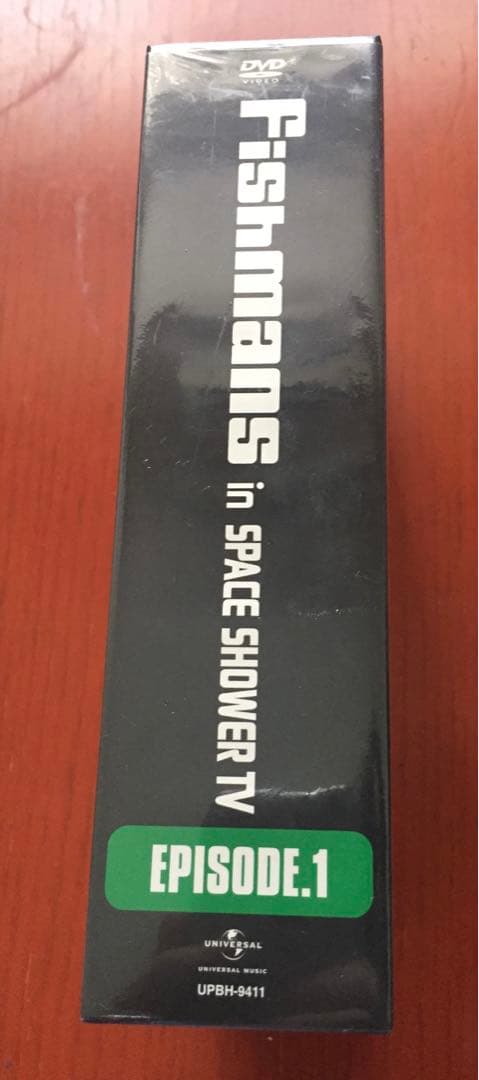 DVD
VIDEO
Fishmans in SPACE SHOWER TV
EPISODE.1
UNIVERSAL
UNIVERSAL MUSIC
UPBH-9411